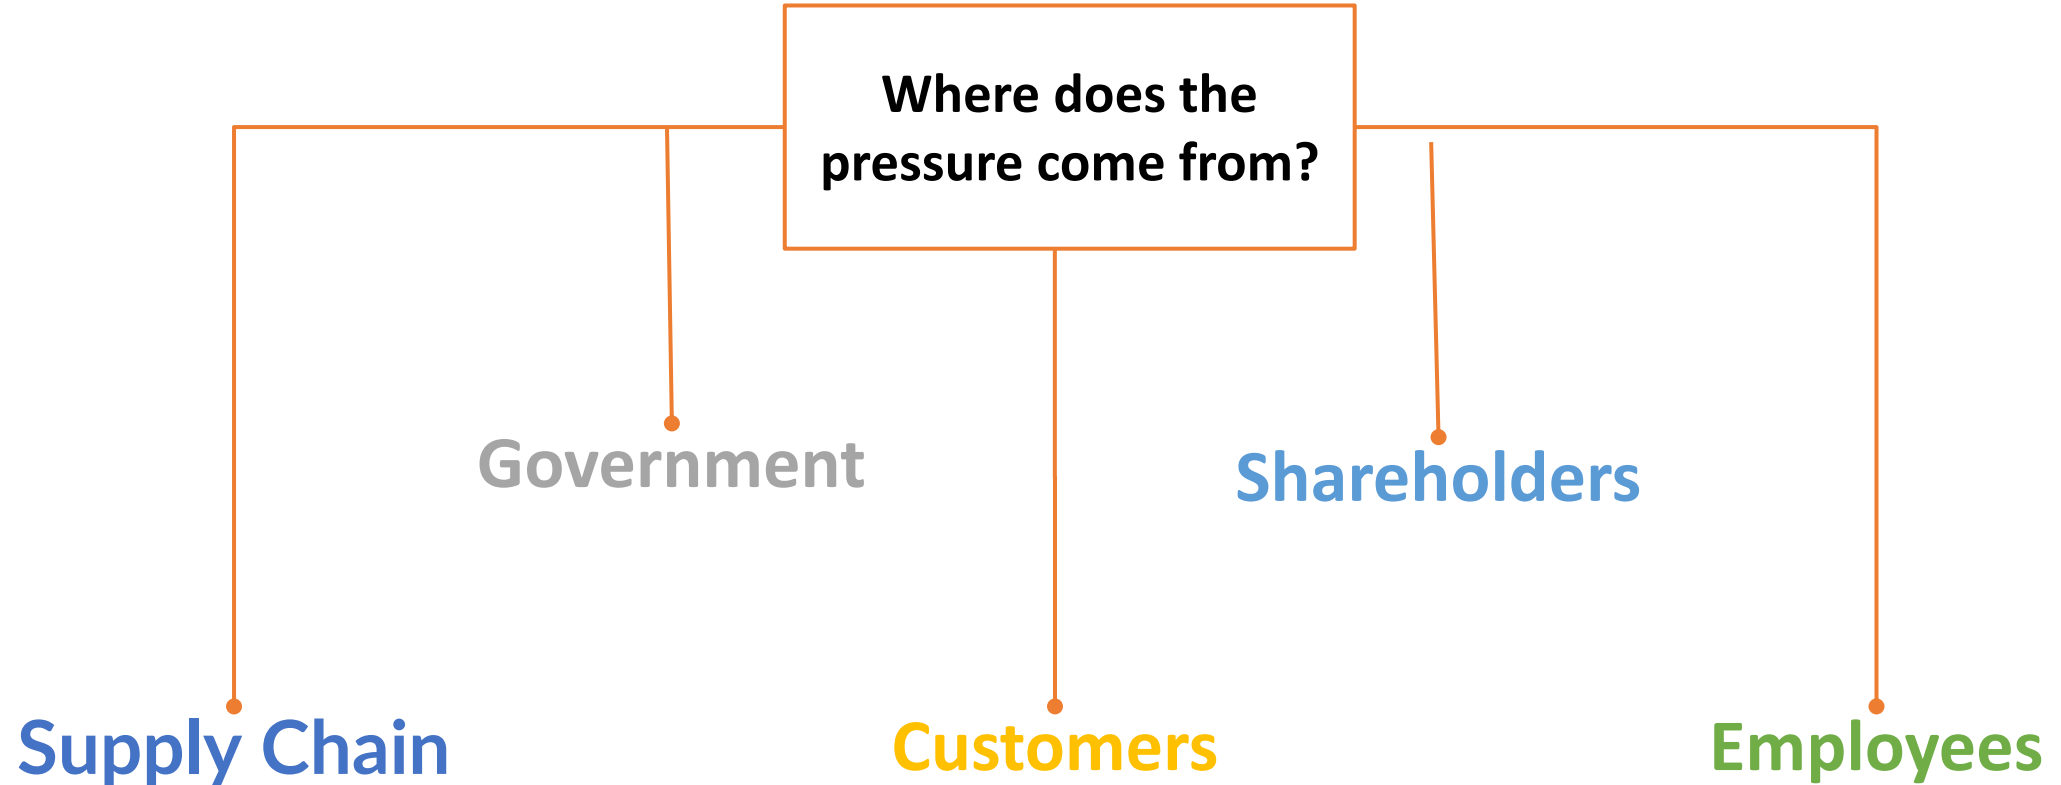 Where does the
pressure come from?
Government
Shareholders
Supply Chain
Customers
Employees